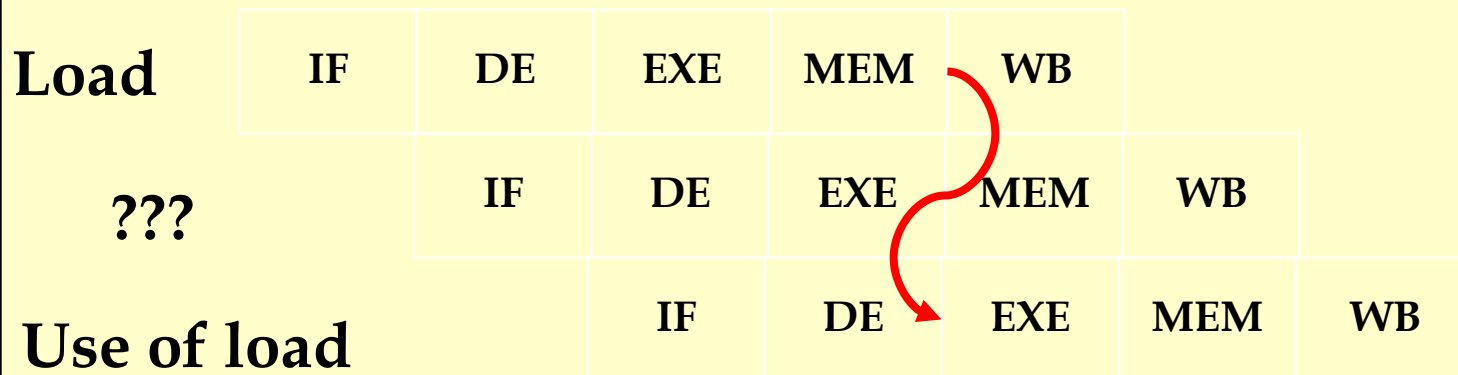 Load IF DE EXE MEM WB
??? IF DE EXE MEM WB
Use of load IF DE EXE MEM WB